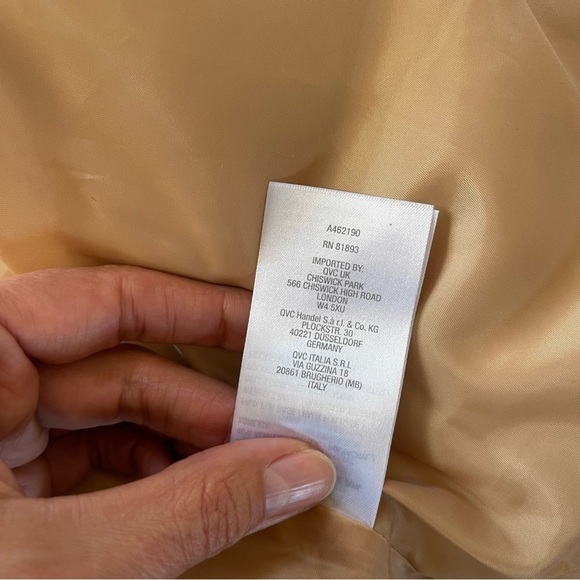 A462190
RN 81893
IMPORTED BY:
QVC UK
CHISWICK PARK
566 CHISWICK HIGH ROAD
LONDON
W4 5XU
QVC Handel S.à r.l. & Co. KG
PLOCKSTR. 30
40221 DÜSSELDORF
GERMANY
QVC ITALIA S.R.L
VIA GUZZINA 18
20861 BRUGHERIO (MB)
ITALY